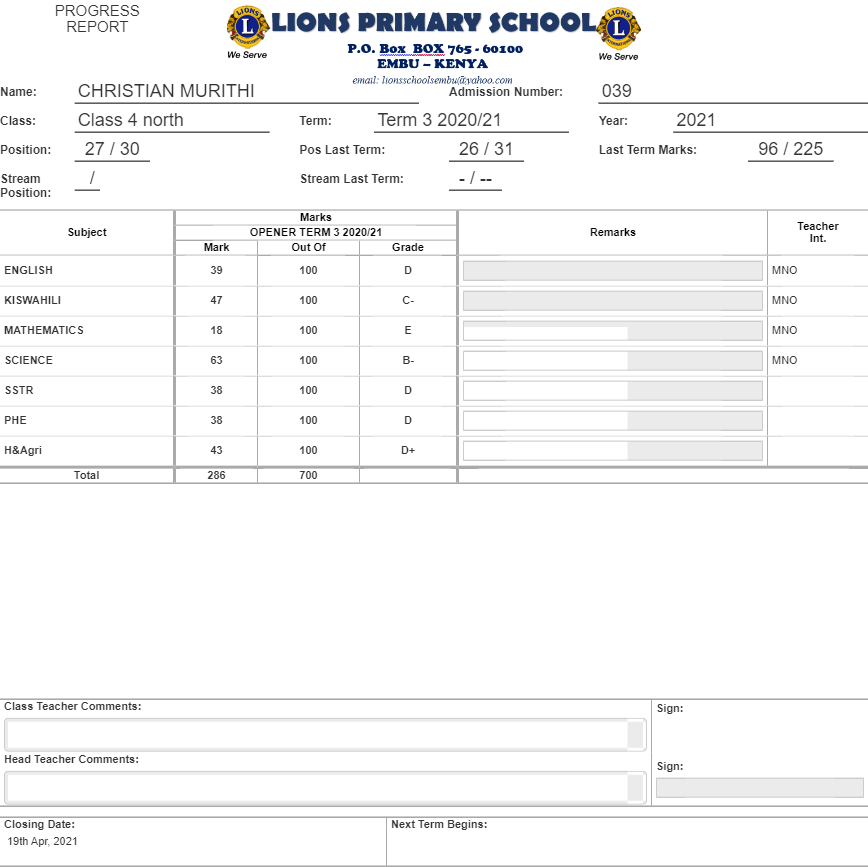 PROGRESS
REPORT
LIONS L INTERNATIONAL
We Serve
LIONS PRIMARY SCHOOL
P.O. Box BOX 765 - 60100
EMBU – KENYA
email: lionsschoolsembu@yahoo.com
LIONS L INTERNATIONAL
We Serve
Name: CHRISTIAN MURITHI Admission Number: 039
Class: Class 4 north Term: Term 3 2020/21 Year: 2021
Position: 27 / 30 Pos Last Term: 26 / 31 Last Term Marks: 96 / 225
Stream Position: / Stream Last Term: - / --
Subject Marks Remarks Teacher Int.
OPENER TERM 3 2020/21
Mark Out Of Grade
ENGLISH 39 100 D MNO
KISWAHILI 47 100 C- MNO
MATHEMATICS 18 100 E MNO
SCIENCE 63 100 B- MNO
SSTR 38 100 D
PHE 38 100 D
H&Agri 43 100 D+
Total 286 700
Class Teacher Comments: Sign:
Head Teacher Comments: Sign:
Closing Date: Next Term Begins:
19th Apr, 2021